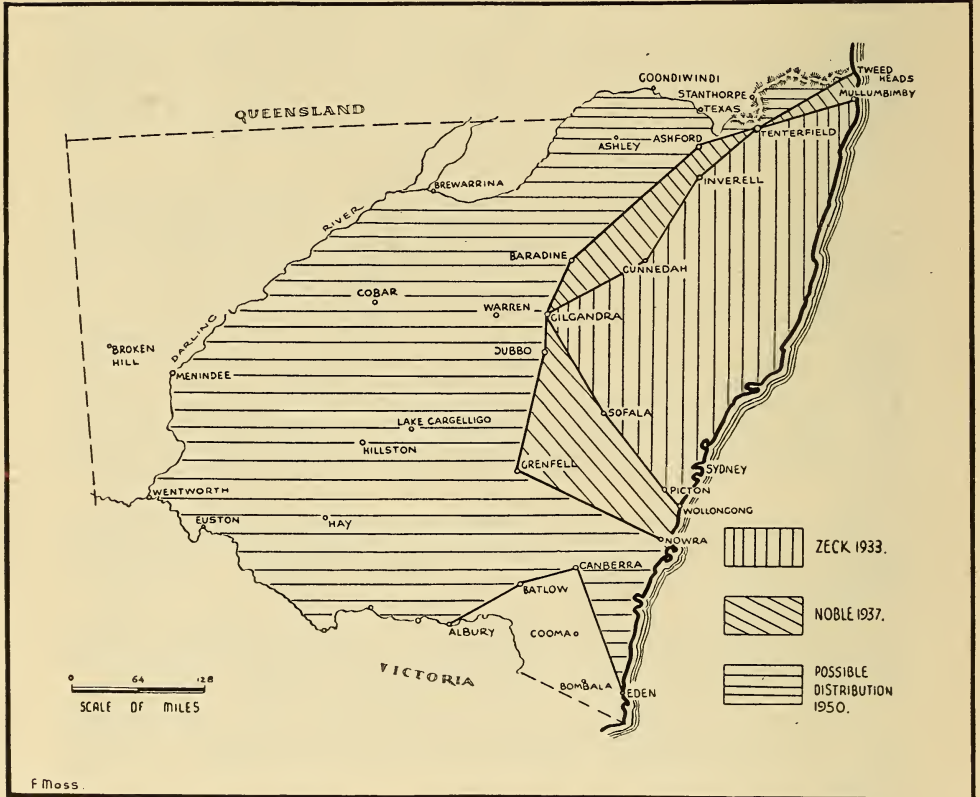 TWEED
HEADS
MULLUMBIMBY
GOONDIWINDI
STANTHORPE
TEXAS
QUEENSLAND
TENTERFIELD
ASHLEY
ASHFORD
INVERELL
BREWARRINA
RIVER
DARLING
BARADINE
GUNNEDAH
COBAR
WARREN
GILGANDRA
DUBBO
BROKEN
HILL
MENINDEE
SOFALA
LAKE CARGELLIGO
HILLSTON
GRENFELL
SYDNEY
PICTON
WOLLONGONG
WENTWORTH
EUSTON
HAY
NOWRA
CANBERRA
BATLOW
ALBURY
COOMA
VICTORIA
BOMBALA
EDEN
ZECK 1933.
NOBLE 1937.
POSSIBLE
DISTRIBUTION
1950.
0 64 128
SCALE OF MILES
F Moss.